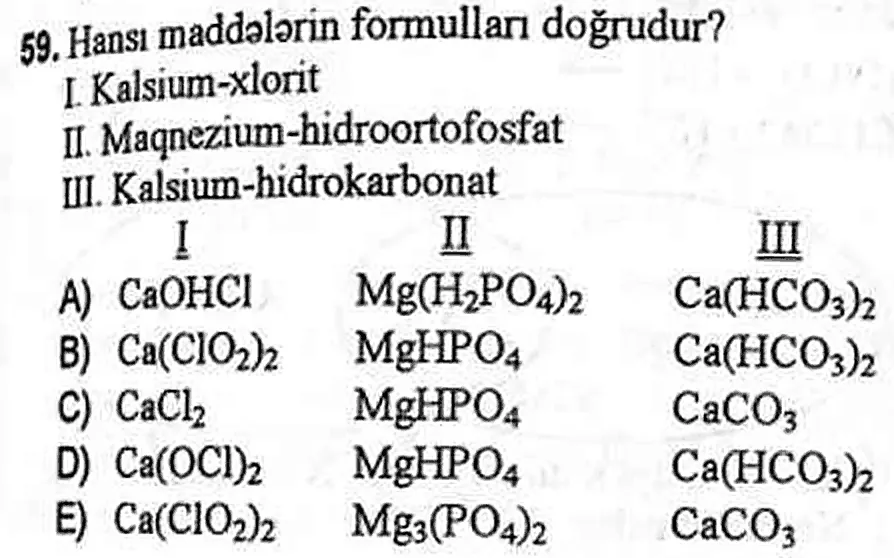 59. Hansı maddələrin formulları doğrudur?
I. Kalsium-xlorit
II. Maqnezium-hidroortofosfat
III. Kalsium-hidrokarbonat
I II III
A) CaOHCl Mg(H₂PO₄)₂ Ca(HCO₃)₂
B) Ca(ClO₂)₂ MgHPO₄ Ca(HCO₃)₂
C) CaCl₂ MgHPO₄ CaCO₃
D) Ca(OCl)₂ MgHPO₄ Ca(HCO₃)₂
E) Ca(ClO₂)₂ Mg₃(PO₄)₂ CaCO₃